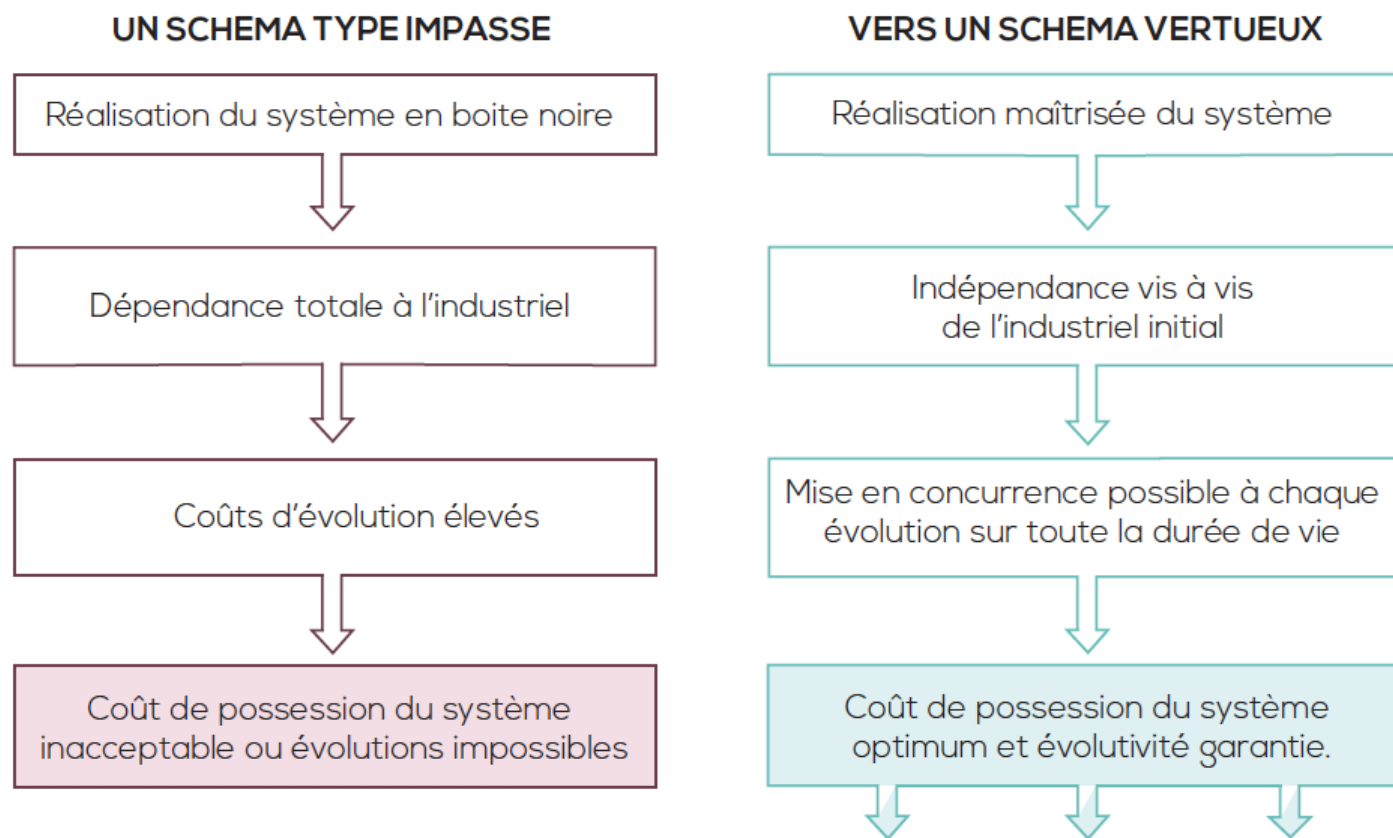 UN SCHEMA TYPE IMPASSE
Réalisation du système en boite noire
Dépendance totale à l'industriel
Coûts d'évolution élevés
Coût de possession du système
inacceptable ou évolutions impossibles
VERS UN SCHEMA VERTUEUX
Réalisation maîtrisée du système
Indépendance vis à vis
de l'industriel initial
Mise en concurrence possible à chaque
évolution sur toute la durée de vie
Coût de possession du système
optimum et évolutivité garantie.